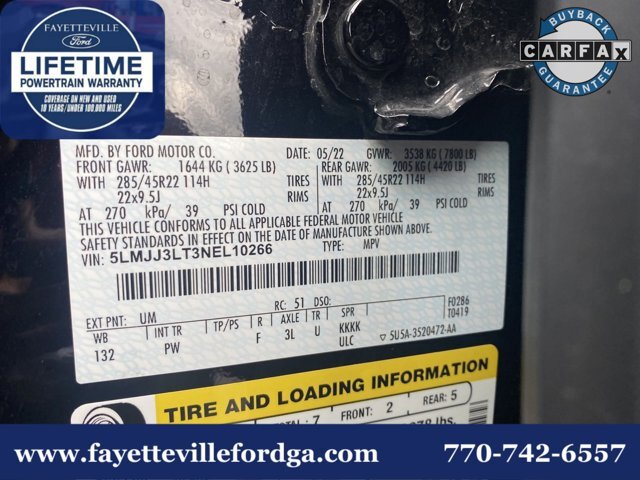 FAYETTEVILLE
Ford
LIFETIME
POWERTRAIN WARRANTY
COVERAGE ON NEW AND USED
10 YEARS/UNDER 100,000 MILES
BUYBACK
CARFAX
GUARANTEE
MFD. BY FORD MOTOR CO.
DATE: 05/22 GVWR: 3538 KG (7800 LB)
FRONT GAWR: 1644 KG (3625 LB) REAR GAWR: 2005 KG (4420 LB)
WITH 285/45R22 114H TIRES WITH 285/45R22 114H TIRES
22x9.5J RIMS 22x9.5J RIMS
AT 270 kPa/ 39 PSI COLD AT 270 kPa/ 39 PSI COLD
THIS VEHICLE CONFORMS TO ALL APPLICABLE FEDERAL MOTOR VEHICLE
SAFETY STANDARDS IN EFFECT ON THE DATE OF MANUFACTURE SHOWN ABOVE.
VIN: 5LMJJ3LT3NEL10266 TYPE: MPV
EXT PNT: UM RC: 51 DSO: F0286
T0419
WB INT TR TP/PS R AXLE TR SPR
132 PW F 3L U KKKK
ULC 5U5A-3520472-AA
TIRE AND LOADING INFORMATION
TOTAL: 7 FRONT: 2 REAR: 5
lbs.
www.fayettevillefordga.com 770-742-6557